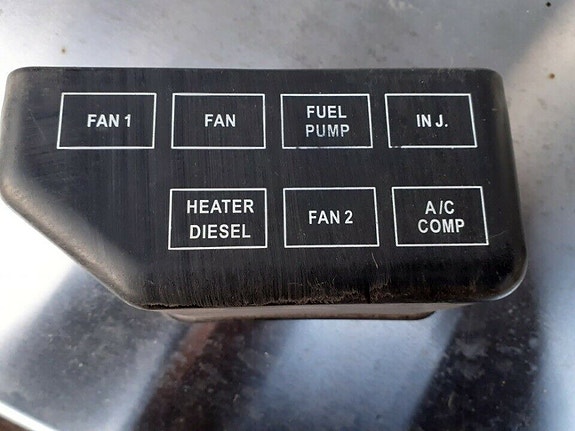 FAN 1
FAN
FUEL
PUMP
INJ.
HEATER
DIESEL
FAN 2
A/C
COMP